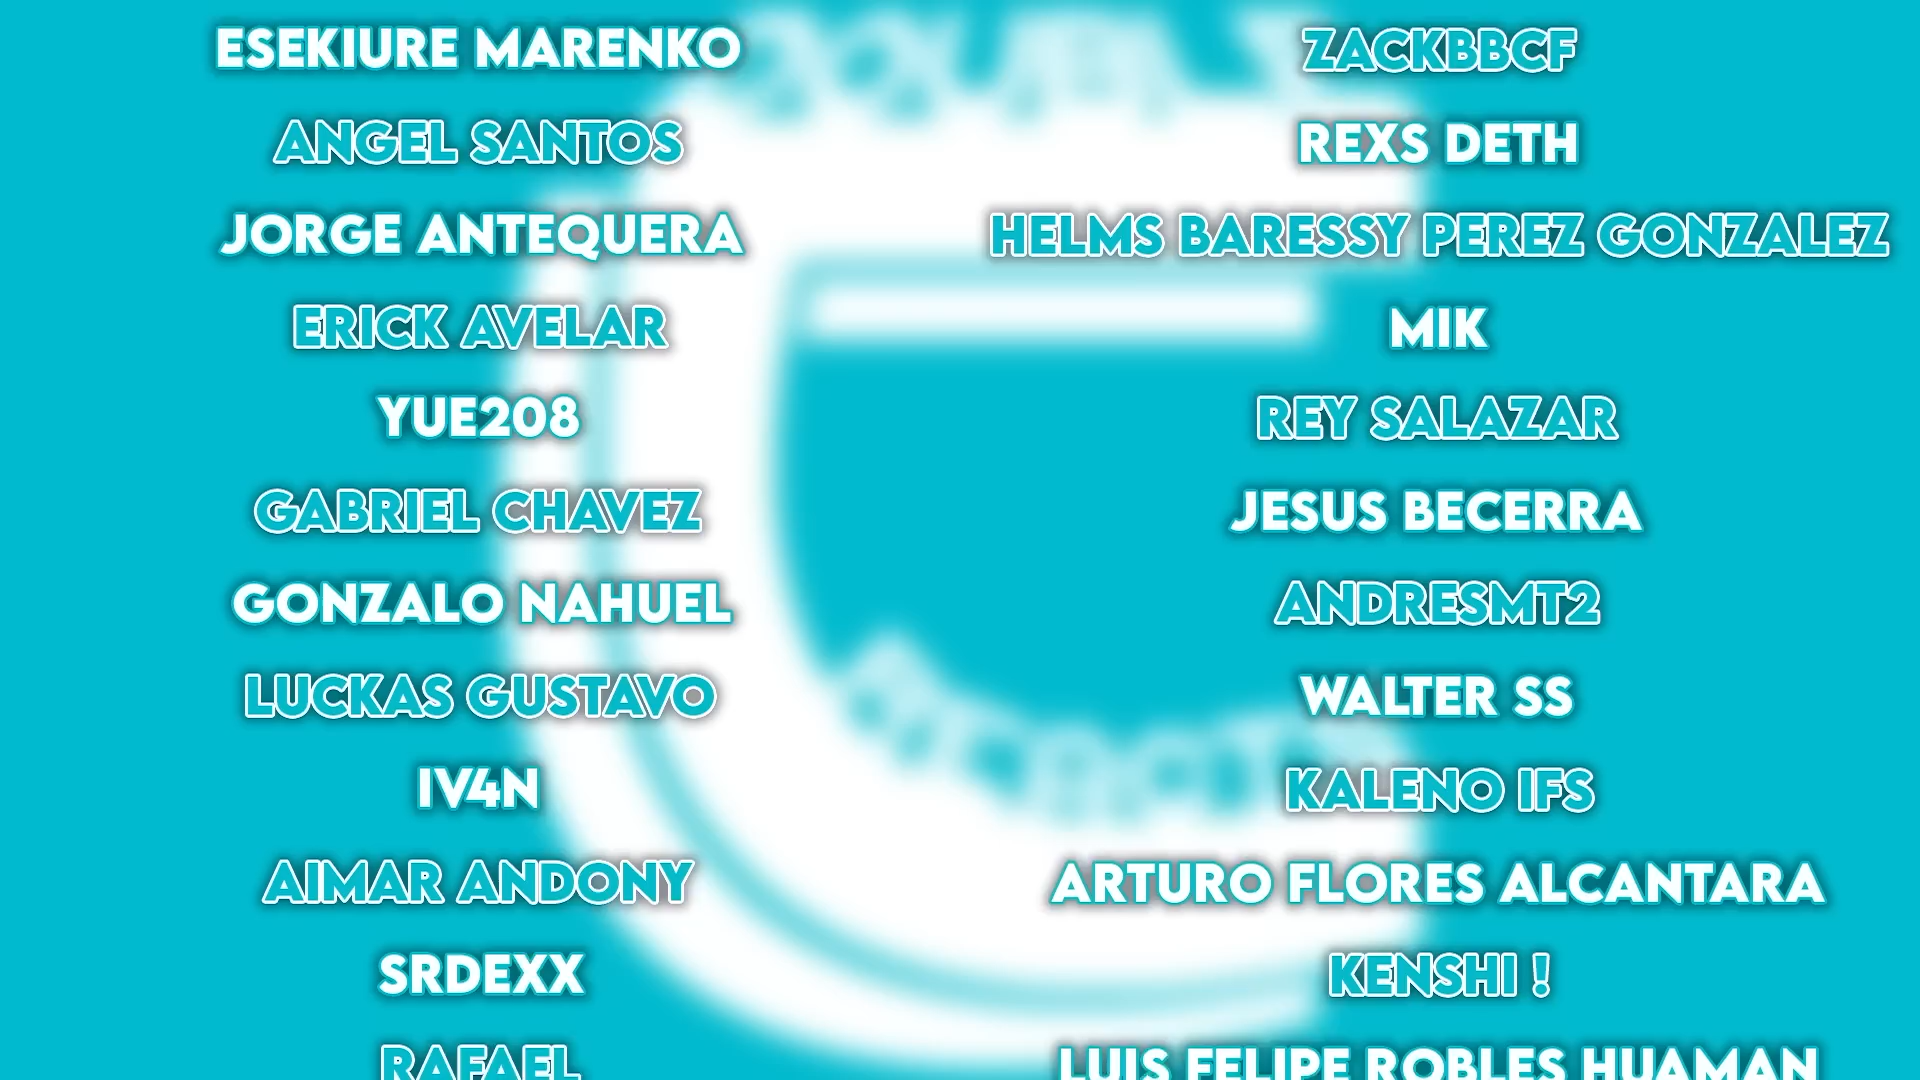 ESEKIURE MARENKO
ANGEL SANTOS
JORGE ANTEQUERA
ERICK AVELAR
YUE208
GABRIEL CHAVEZ
GONZALO NAHUEL
LUCKAS GUSTAVO
IV4N
AIMAR ANDONY
SRDEXX
RAFAEL
ZACKBBCF
REXS DETH
HELMS BARESSY PEREZ GONZALEZ
MIK
REY SALAZAR
JESUS BECERRA
ANDRESMT2
WALTER SS
KALENO IFS
ARTURO FLORES ALCANTARA
KENSHI !
LUIS FELIPE ROBLES HUAMAN